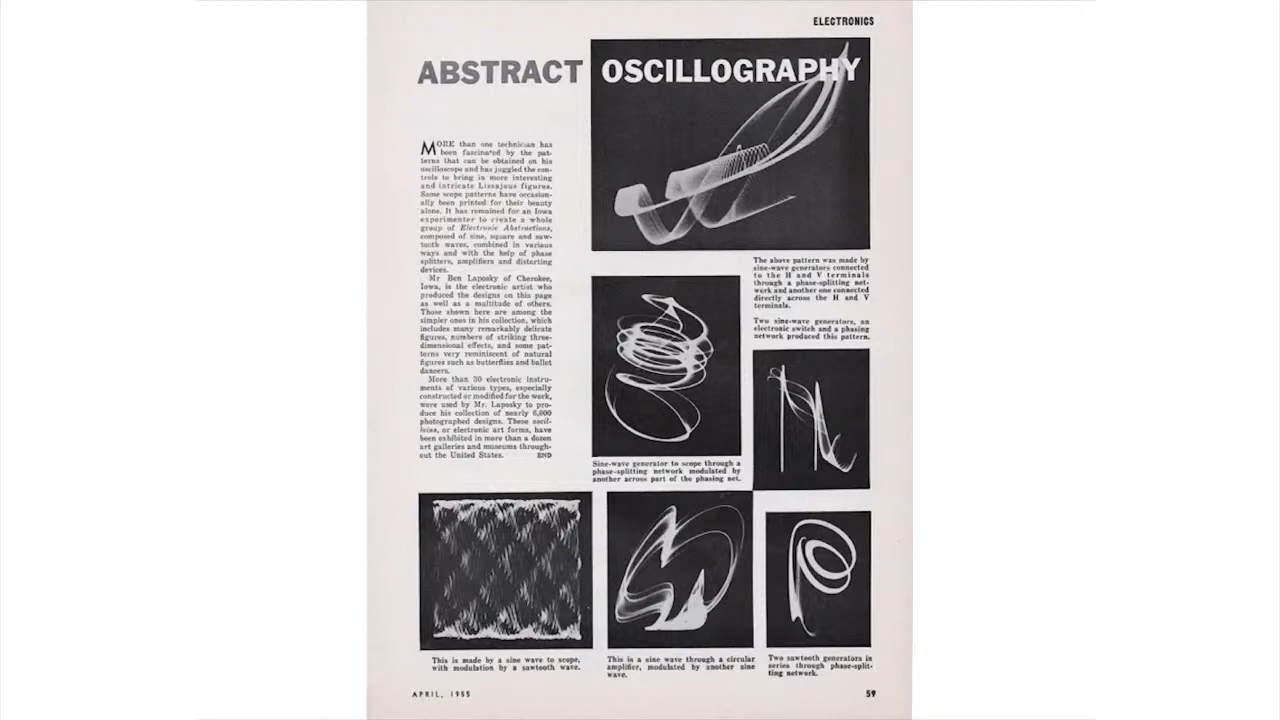 ELECTRONICS
ABSTRACT OSCILLOGRAPHY
MORE than one technician has
been fascinated by the pat-
terns that can be obtained on his
oscilloscope and has juggled the con-
trols to bring in more interesting
and intricate Lissajous figures.
Some scope patterns have occasion-
ally been printed for their beauty
alone. It has remained for an Iowa
experimenter to create a whole
group of Electronic Abstractions,
composed of sine, square and saw-
tooth waves, combined in various
ways and with the help of phase
splitters, amplifiers and distorting
devices.
Mr Ben Laposky of Cherokee,
Iowa, is the electronic artist who
produced the designs on this page
as well as a multitude of others.
Those shown here are among the
simpler ones in his collection, which
includes many remarkably delicate
figures, numbers of striking three-
dimensional effects, and some pat-
terns very reminiscent of natural
figures such as butterflies and ballet
dancers.
More than 30 electronic instru-
ments of various types, especially
constructed or modified for the work,
were used by Mr. Laposky to pro-
duce his collection of nearly 6,000
photographed designs. These oscil-
lons, or electronic art forms, have
been exhibited in more than a dozen
art galleries and museums through-
out the United States. END
The above pattern was made by
sine-wave generators connected
to the H and V terminals
through a phase-splitting net-
work and another one connected
directly across the H and V
terminals.
Two sine-wave generators, an
electronic switch and a phasing
network produced this pattern.
Sine-wave generator to scope through a
phase-splitting network modulated by
another across part of the phasing net.
This is made by a sine wave to scope,
with modulation by a sawtooth wave.
This is a sine wave through a circular
amplifier, modulated by another sine
wave.
Two sawtooth generators in
series through phase-split-
ting network.
APRIL, 1955
59